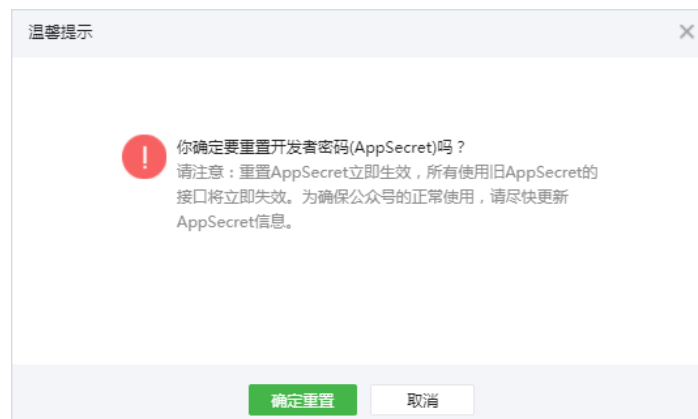 温馨提示
你确定要重置开发者密码(AppSecret)吗？
请注意：重置AppSecret立即生效，所有使用旧AppSecret的
接口将立即失效。为确保公众号的正常使用，请尽快更新
AppSecret信息。
确定重置
取消